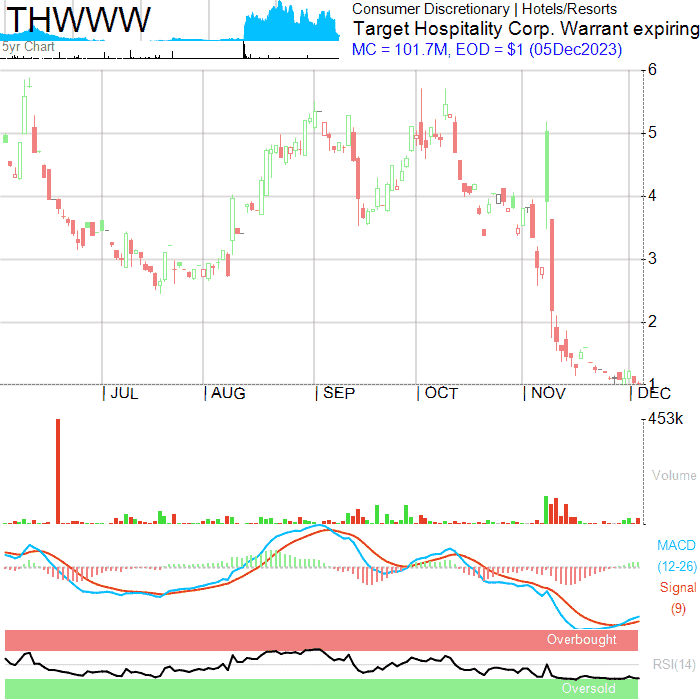 THWWW
5yr Chart
Consumer Discretionary | Hotels/Resorts
Target Hospitality Corp. Warrant expiring
MC = 101.7M, EOD = $1 (05Dec2023)
6
5
4
3
2
1
JUL AUG SEP OCT NOV DEC
453k
Volume
MACD
(12-26)
Signal
(9)
Overbought
RSI(14)
Oversold